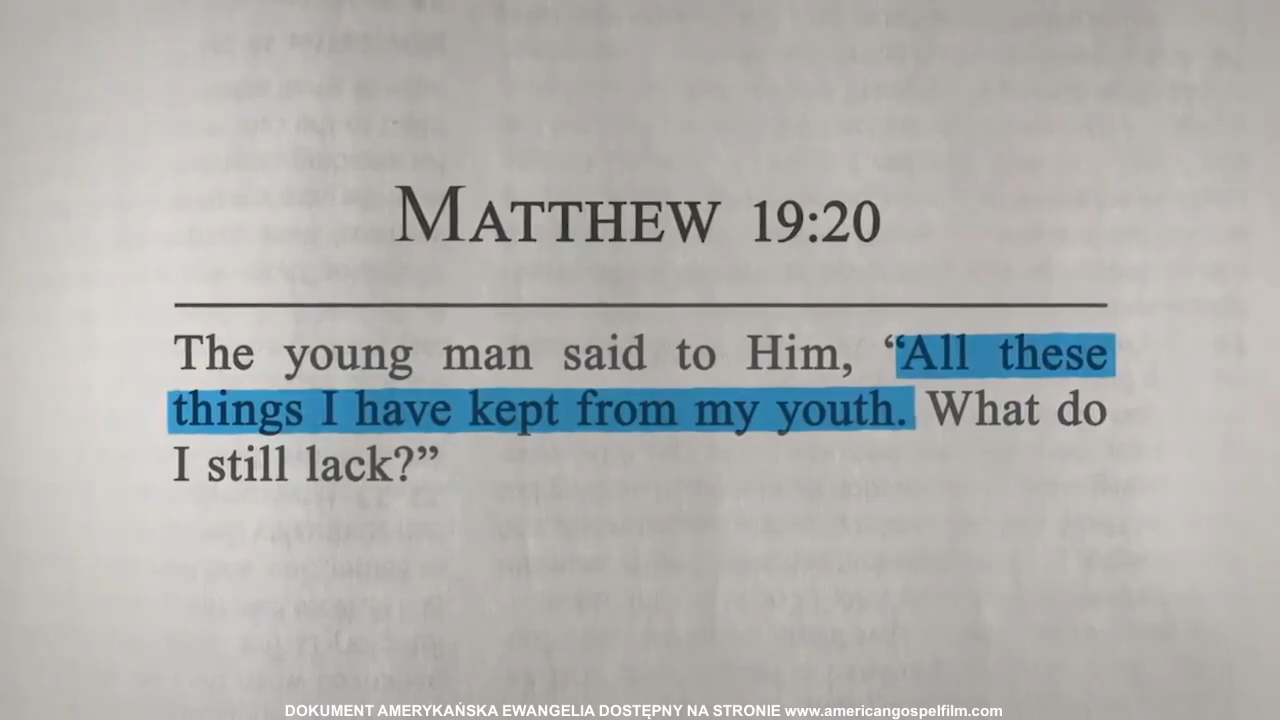 MATTHEW 19:20
The young man said to Him, “All these
things I have kept from my youth. What do
I still lack?”
DOKUMENT AMERYKAŃSKA EWANGELIA DOSTĘPNY NA STRONIE www.americangospelfilm.com